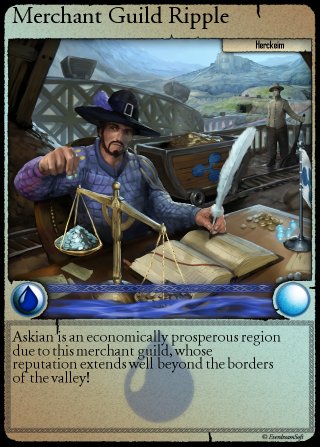 Merchant Guild Ripple
Herckeim
Askian is an economically prosperous region
due to this merchant guild, whose
reputation extends well beyond the borders
of the valley!
© EverdreamSoft